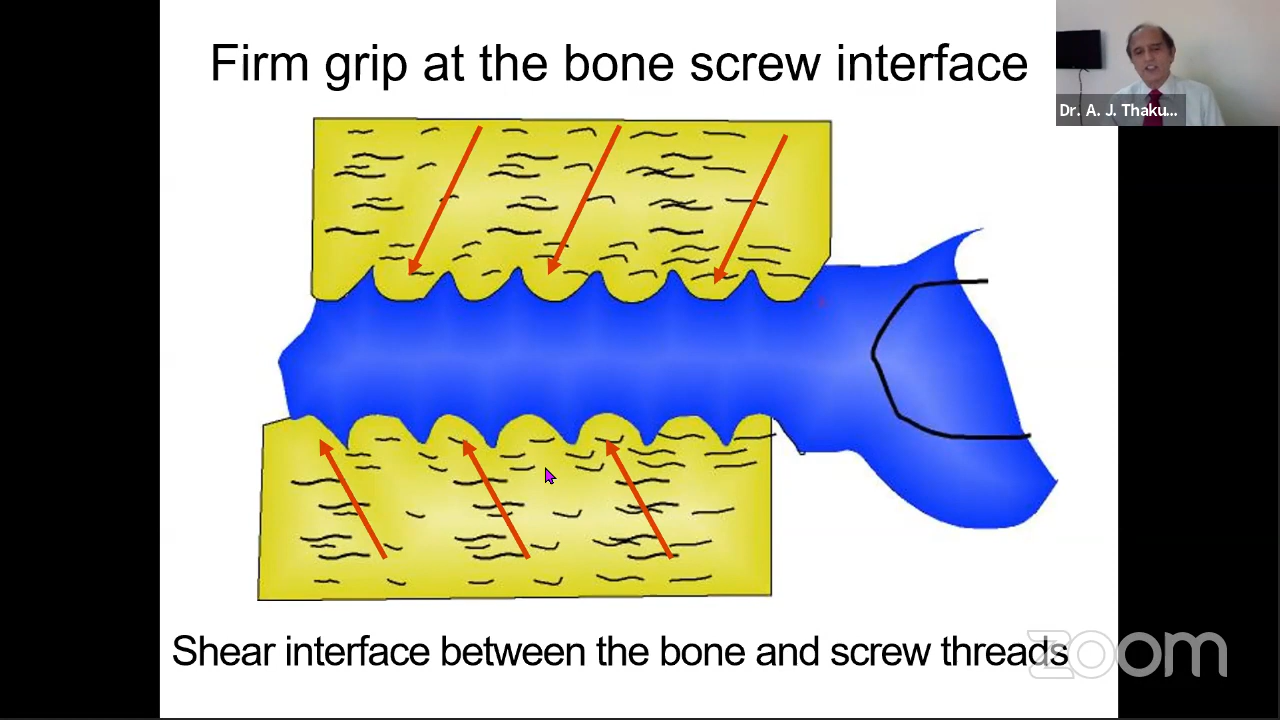 Firm grip at the bone screw interface
Dr. A. J. Thaku...
Shear interface between the bone and screw threads
zoom